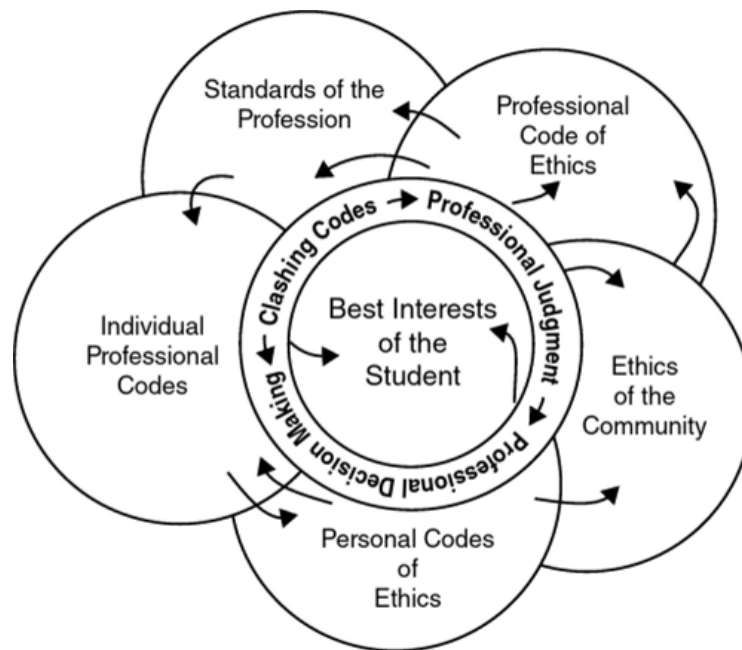 Standards of the
Profession
Professional
Code of
Ethics
Clashing Codes
Professional Judgment
Professional Decision Making
Best Interests
of the
Student
Individual
Professional
Codes
Ethics
of the
Community
Personal Codes
of
Ethics